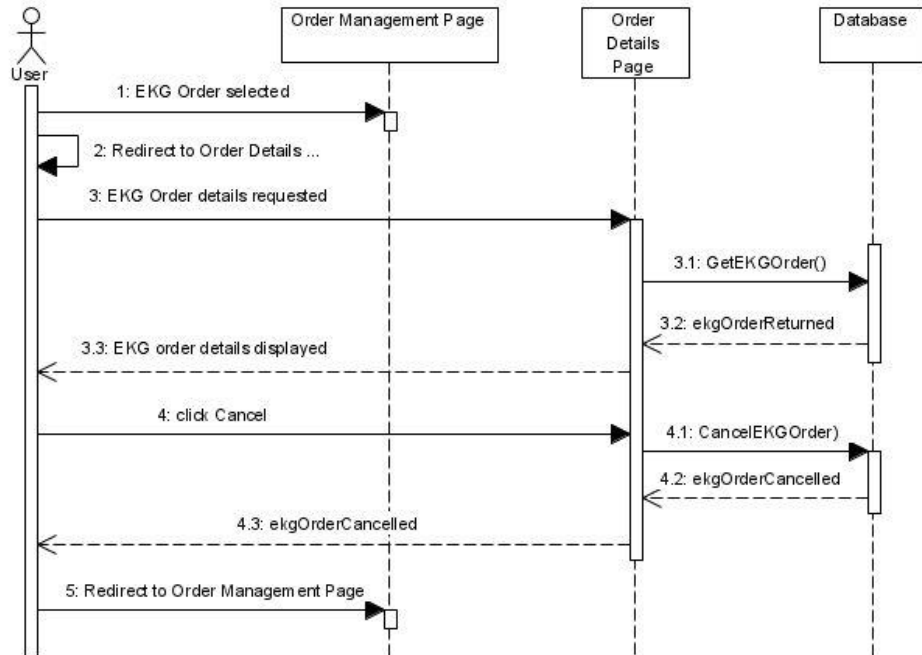 Order Management Page
Order
Details
Page
Database
User
1: EKG Order selected
2: Redirect to Order Details ...
3: EKG Order details requested
3.1: GetEKGOrder()
3.2: ekgOrderReturned
3.3: EKG order details displayed
4: click Cancel
4.1: CancelEKGOrder)
4.2: ekgOrderCancelled
4.3: ekgOrderCancelled
5: Redirect to Order Management Page